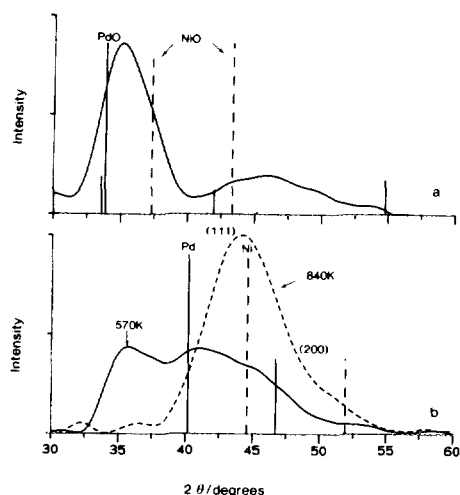 PdO
NiO
Intensity
a
(111)
Pd
Ni
840K
570K
(200)
Intensity
b
30 35 40 45 50 55 60
2 θ/degrees